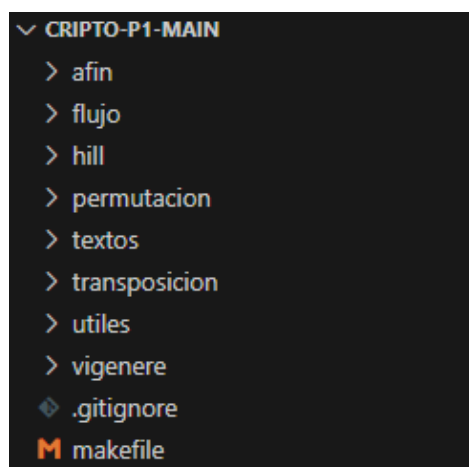 CRIPTO-P1-MAIN
afin
flujo
hill
permutacion
textos
transposicion
utiles
vigenere
.gitignore
makefile